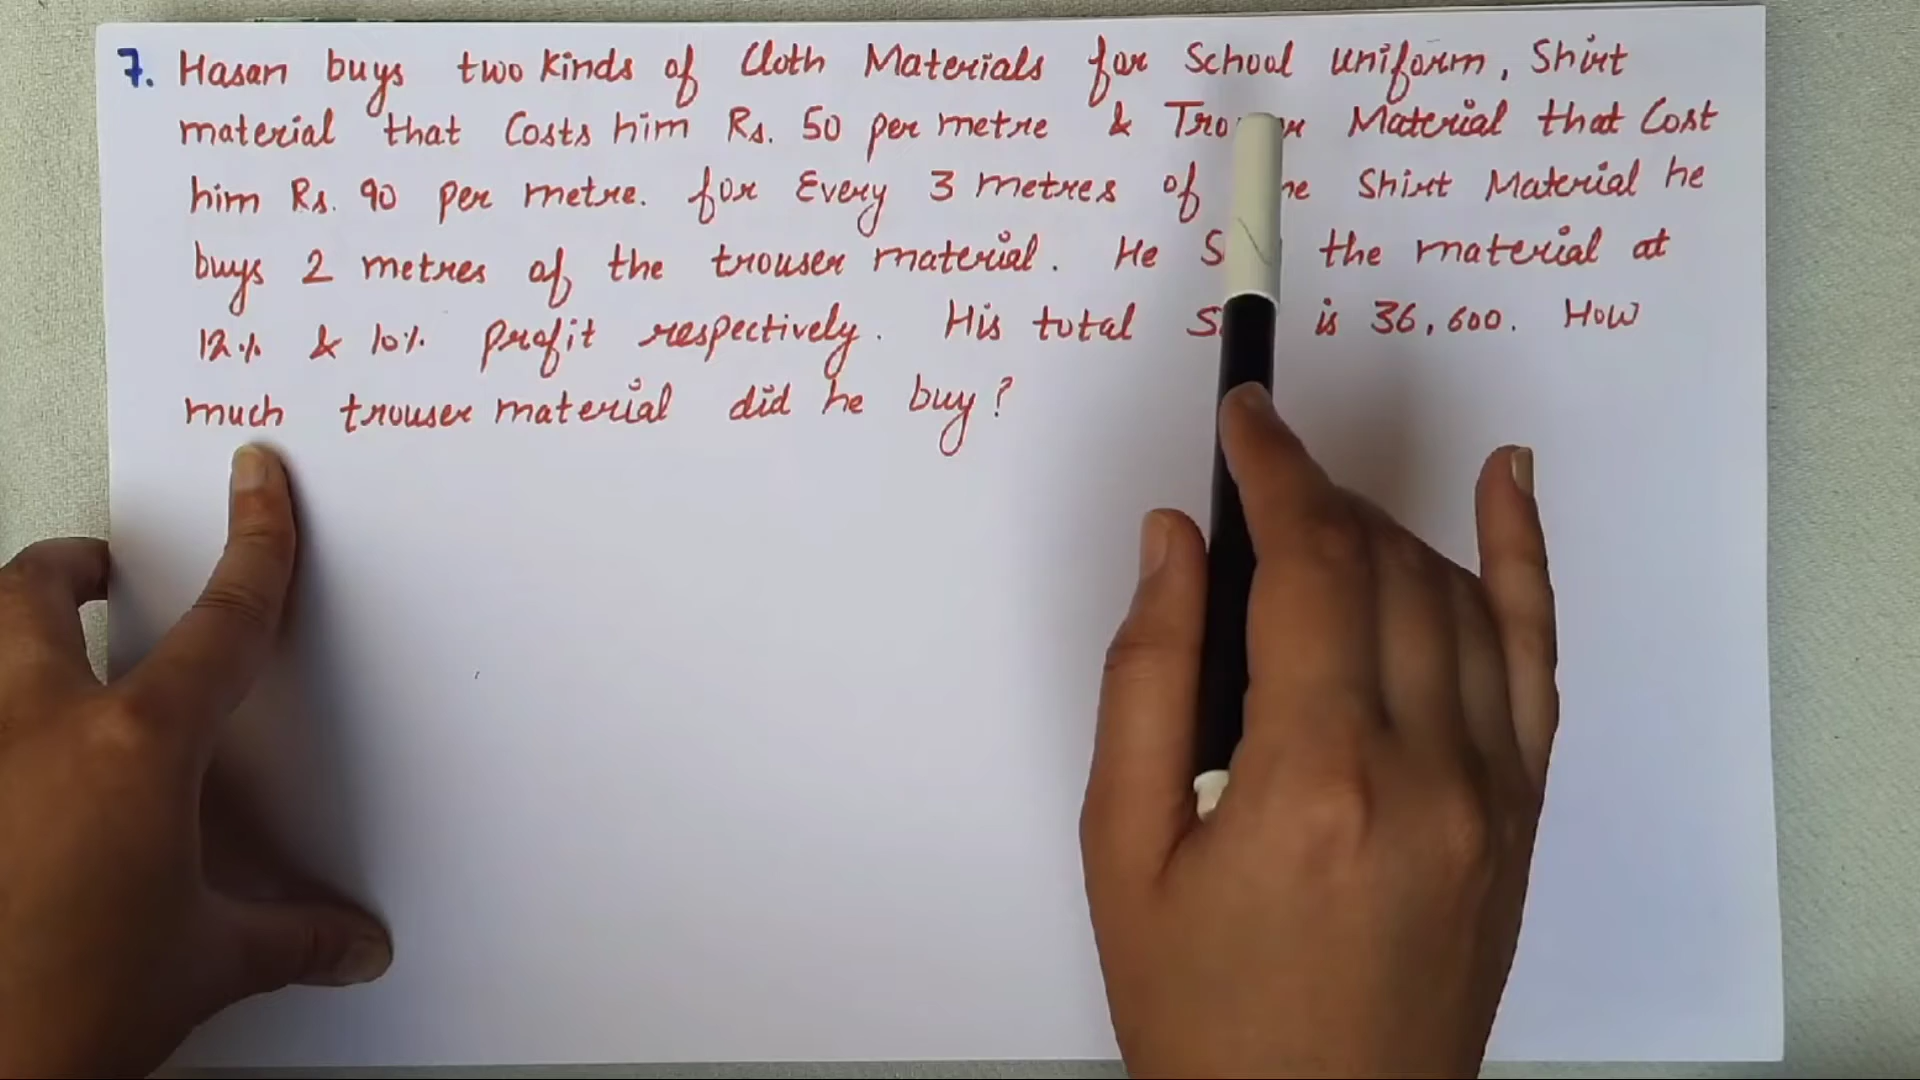 7. Hasan buys two kinds of Cloth Materials for School uniform, Shirt
material that Costs him Rs. 50 per metre & Material that Cost
him Rs. 90 per metre. for Every 3 metres of Shirt Material he
buys 2 metres of the trouser material. He the material at
12% & 10% profit respectively. His total is 36,600. How
much trouser material did he buy?